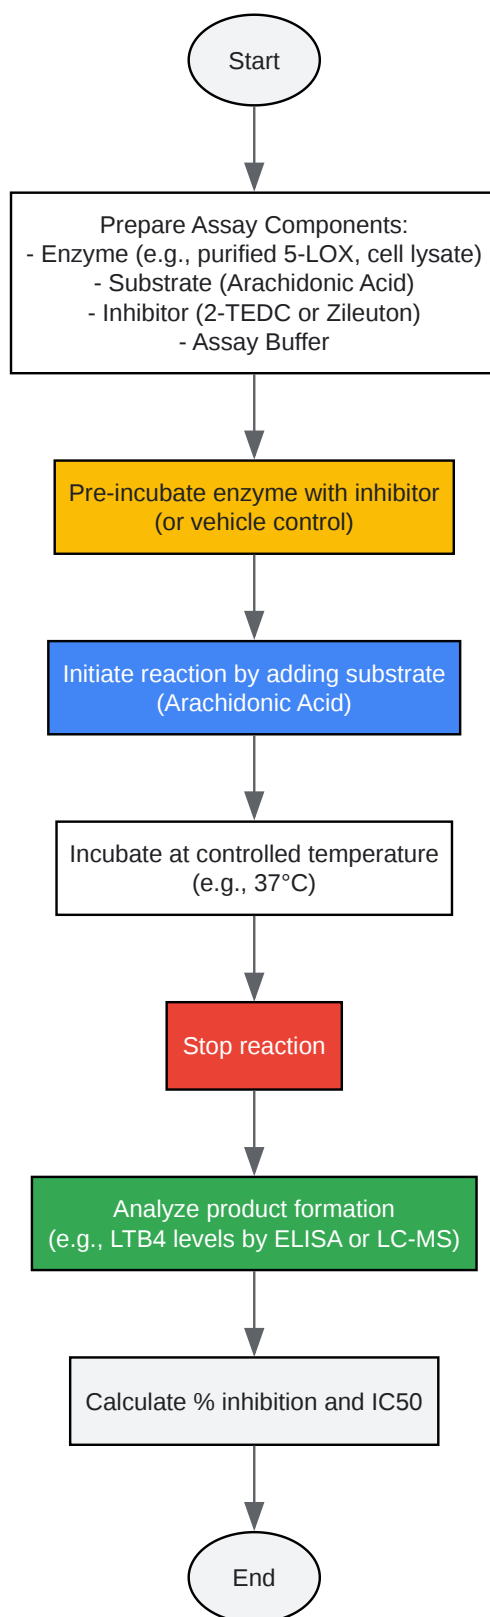 Start
Prepare Assay Components:
- Enzyme (e.g., purified 5-LOX, cell lysate)
- Substrate (Arachidonic Acid)
- Inhibitor (2-TEDC or Zileuton)
- Assay Buffer
Pre-incubate enzyme with inhibitor
(or vehicle control)
Initiate reaction by adding substrate
(Arachidonic Acid)
Incubate at controlled temperature
(e.g., 37°C)
Stop reaction
Analyze product formation
(e.g., LTB4 levels by ELISA or LC-MS)
Calculate % inhibition and IC50
End